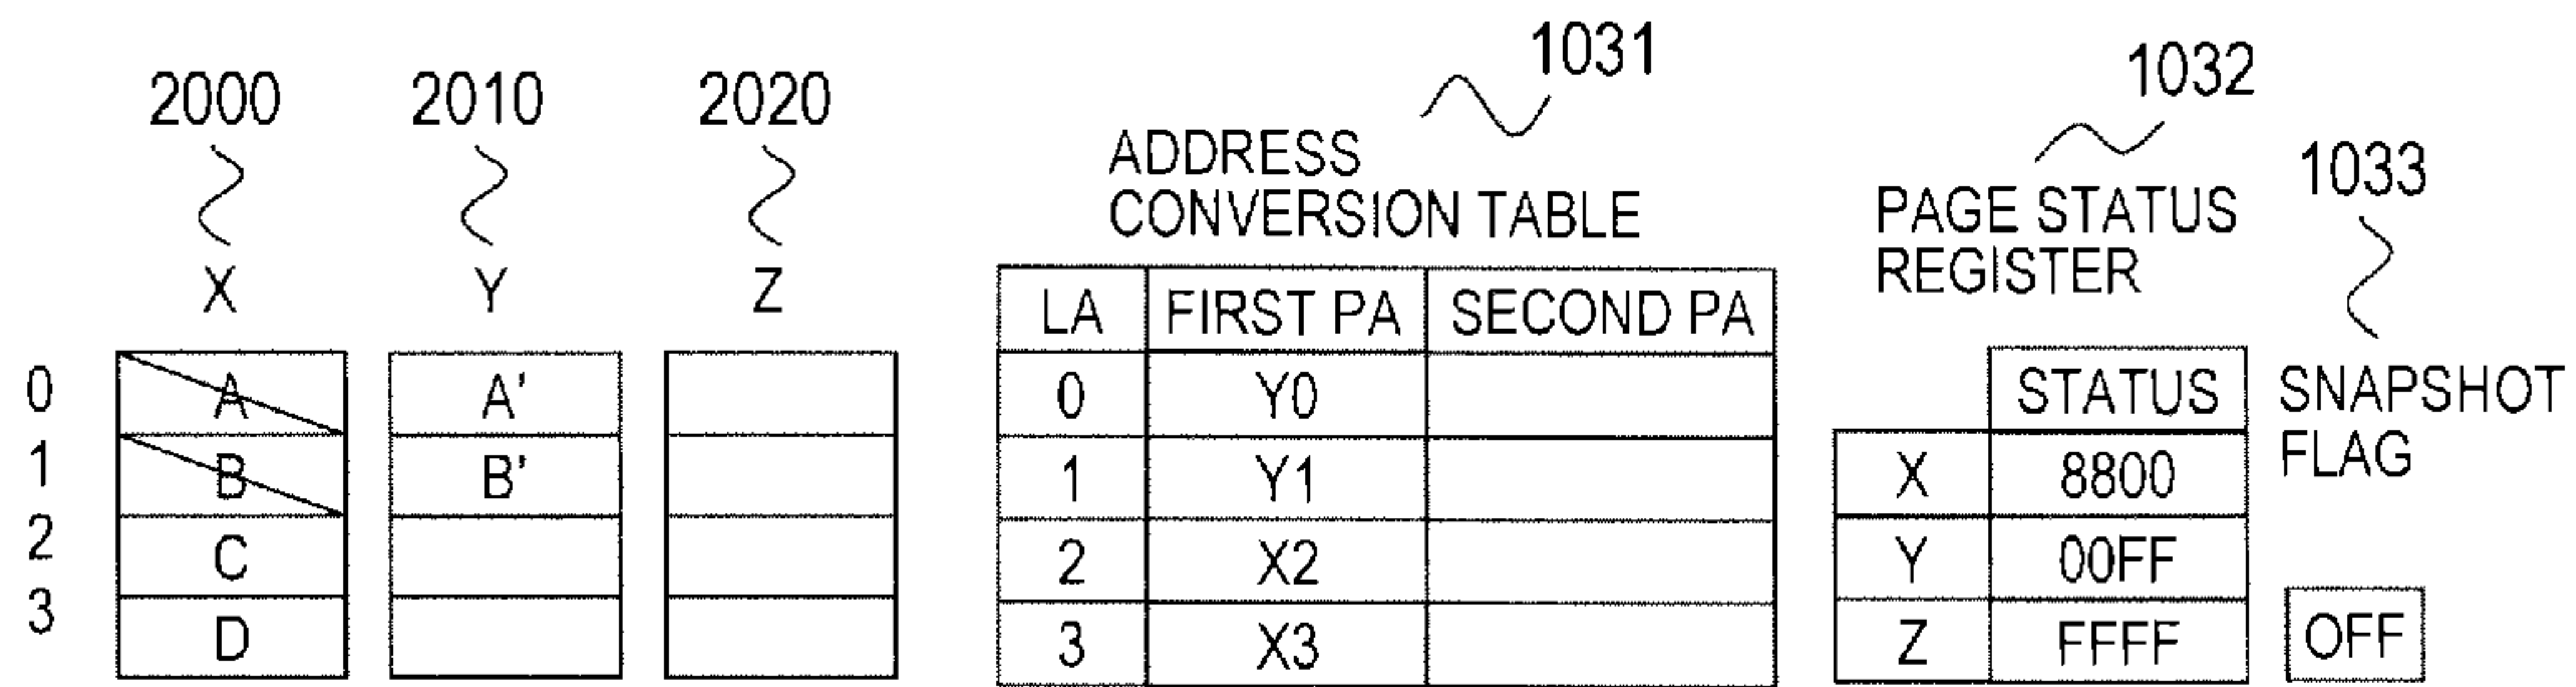 2000 2010 2020
X Y Z
0 A A'
1 B B'
2 C
3 D
1031
ADDRESS
CONVERSION TABLE
LA FIRST PA SECOND PA
0 Y0
1 Y1
2 X2
3 X3
1032
PAGE STATUS
REGISTER
STATUS
X 8800
Y 00FF
Z FFFF
1033
SNAPSHOT
FLAG
OFF